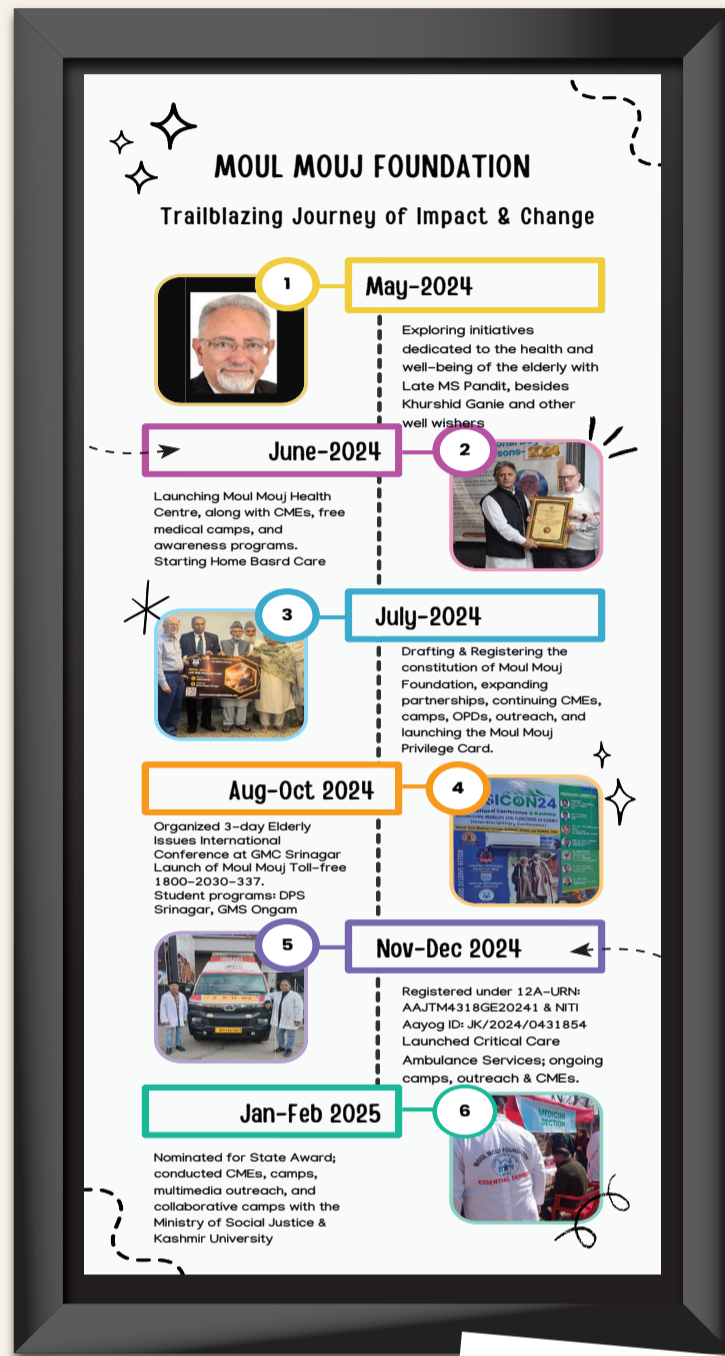 MOUL MOUJ FOUNDATION
Trailblazing Journey of Impact & Change
1
May-2024
Exploring initiatives
dedicated to the health and
well-being of the elderly with
Late MS Pandit, besides
Khurshid Ganie and other
well wishers
June-2024
2
2024
Launching Moul Mouj Health
Centre, along with CMEs, free
medical camps, and
awareness programs.
Starting Home Basrd Care
3
July-2024
Drafting & Registering the
constitution of Moul Mouj
Foundation, expanding
partnerships, continuing CMEs,
camps, OPDs, outreach, and
launching the Moul Mouj
Privilege Card.
Aug-Oct 2024
4
SICON24
Organized 3-day Elderly
Issues International
Conference at GMC Srinagar
Launch of Moul Mouj Toll-free
1800-2030-337.
Student programs: DPS
Srinagar, GMS Ongam
5
Nov-Dec 2024
Registered under 12A-URN:
AAJTM4318GE20241 & NITI
Aayog ID: JK/2024/0431854
Launched Critical Care
Ambulance Services; ongoing
camps, outreach & CMEs.
Jan-Feb 2025
6
MEDICINE
SECTION
MOUL MOUJ FOUNDATION
Nominated for State Award;
conducted CMEs, camps,
multimedia outreach, and
collaborative camps with the
Ministry of Social Justice &
Kashmir University